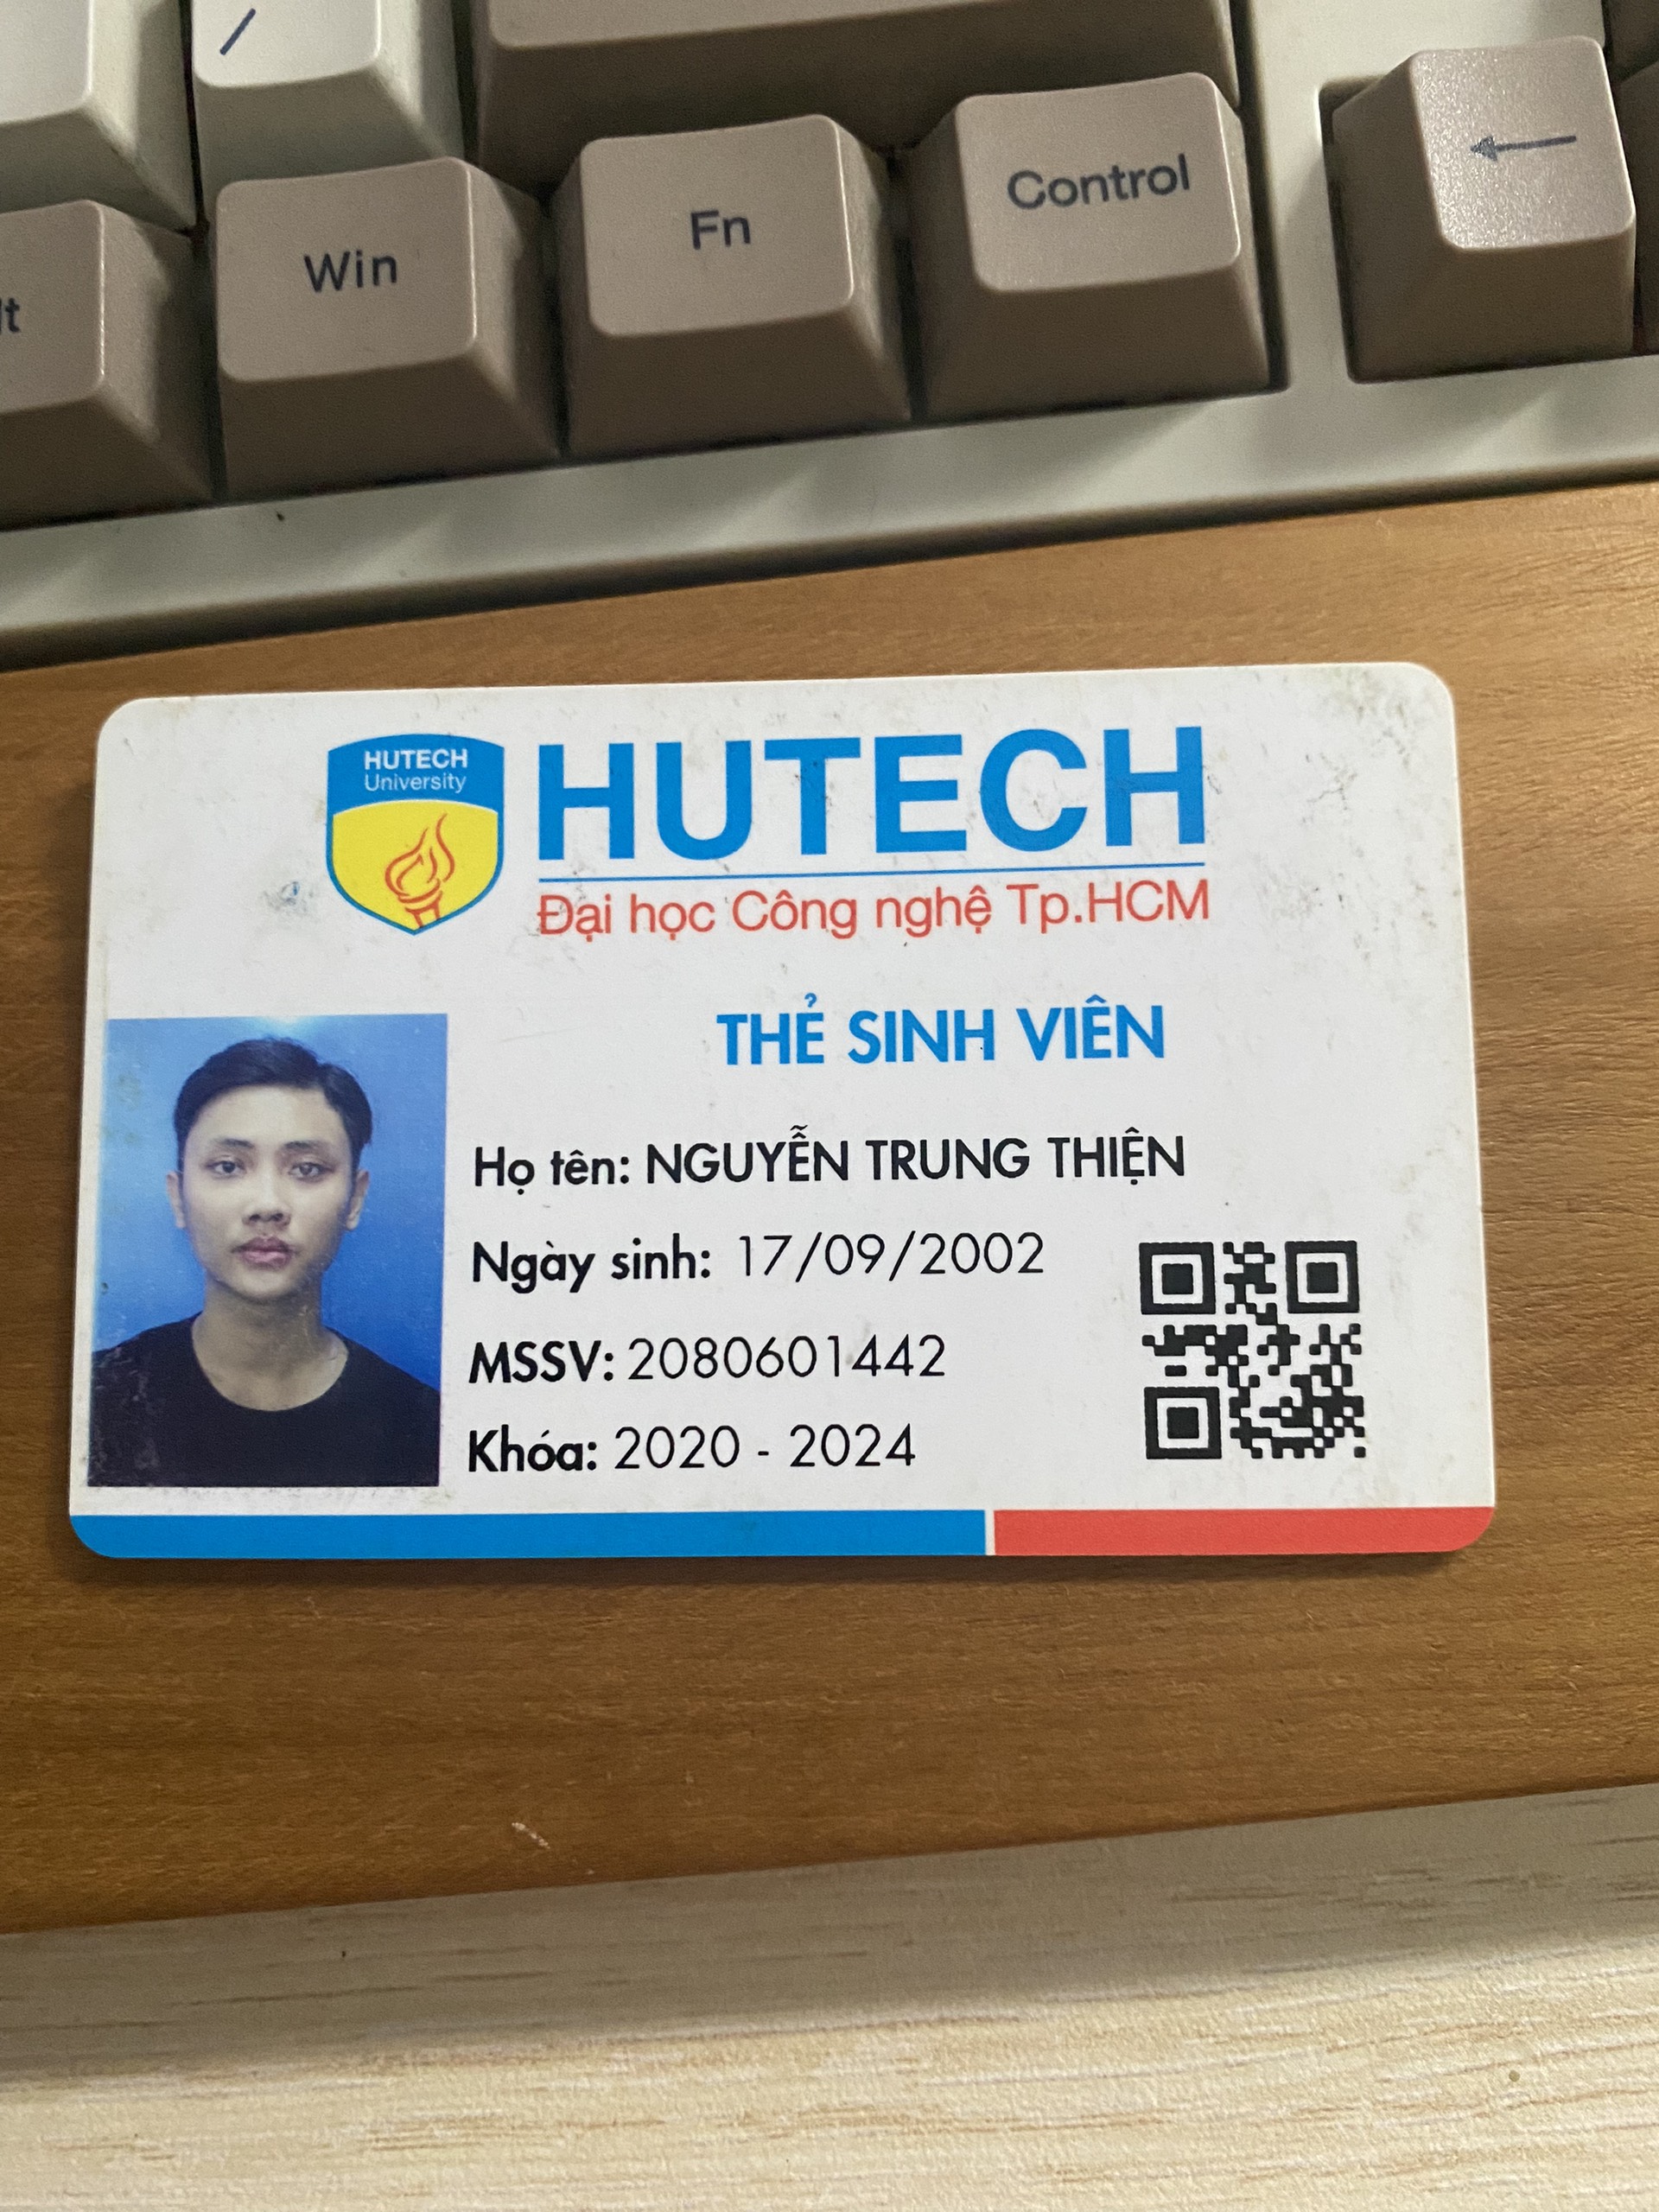 /
lt
Win
Fn
Control
←
HUTECH
University
HUTECH
Đại học Công nghệ Tp.HCM
THẺ SINH VIÊN
Họ tên: NGUYỄN TRUNG THIỆN
Ngày sinh: 17/09/2002
MSSV: 2080601442
Khóa: 2020 - 2024